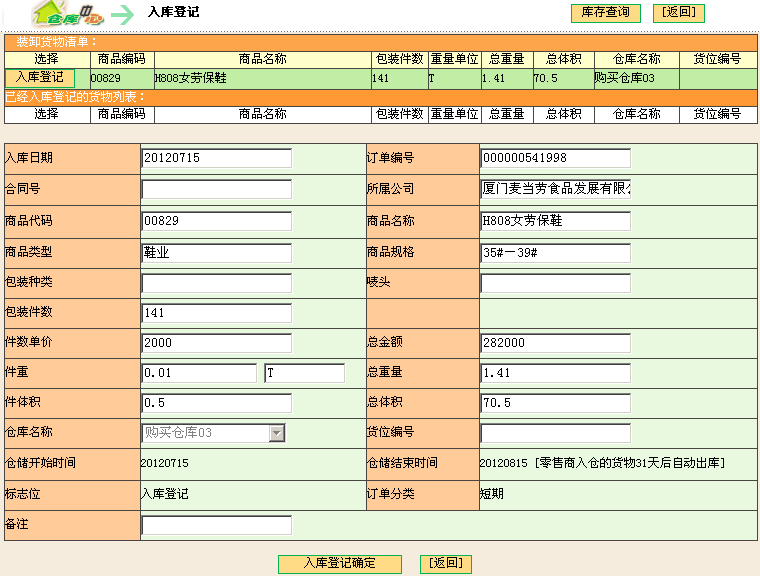 仓库中心 入库登记 库存查询 [返回]
装卸货物清单：
选择 商品编码 商品名称 包装件数 重量单位 总重量 总体积 仓库名称 货位编号
入库登记 00829 H808女劳保鞋 141 T 1.41 70.5 购买仓库03
已经入库登记的货物列表：
选择 商品编码 商品名称 包装件数 重量单位 总重量 总体积 仓库名称 货位编号
入库日期 20120715 订单编号 000000541998
合同号 所属公司 厦门麦当劳食品发展有限
商品代码 00829 商品名称 H808女劳保鞋
商品类型 鞋业 商品规格 35#—39#
包装种类 唛头
包装件数 141
件数单价 2000 总金额 282000
件重 0.01 T 总重量 1.41
件体积 0.5 总体积 70.5
仓库名称 购买仓库03 货位编号
仓储开始时间 20120715 仓储结束时间 20120815 [零售商入仓的货物31天后自动出库]
标志位 入库登记 订单分类 短期
备注
入库登记确定 [返回]